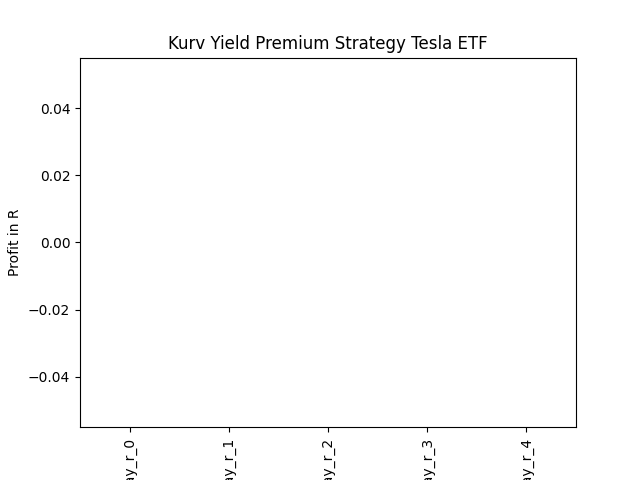 Kurv Yield Premium Strategy Tesla ETF
Profit in R
0.04
0.02
0.00
−0.02
−0.04
ay_r_0
ay_r_1
ay_r_2
ay_r_3
ay_r_4